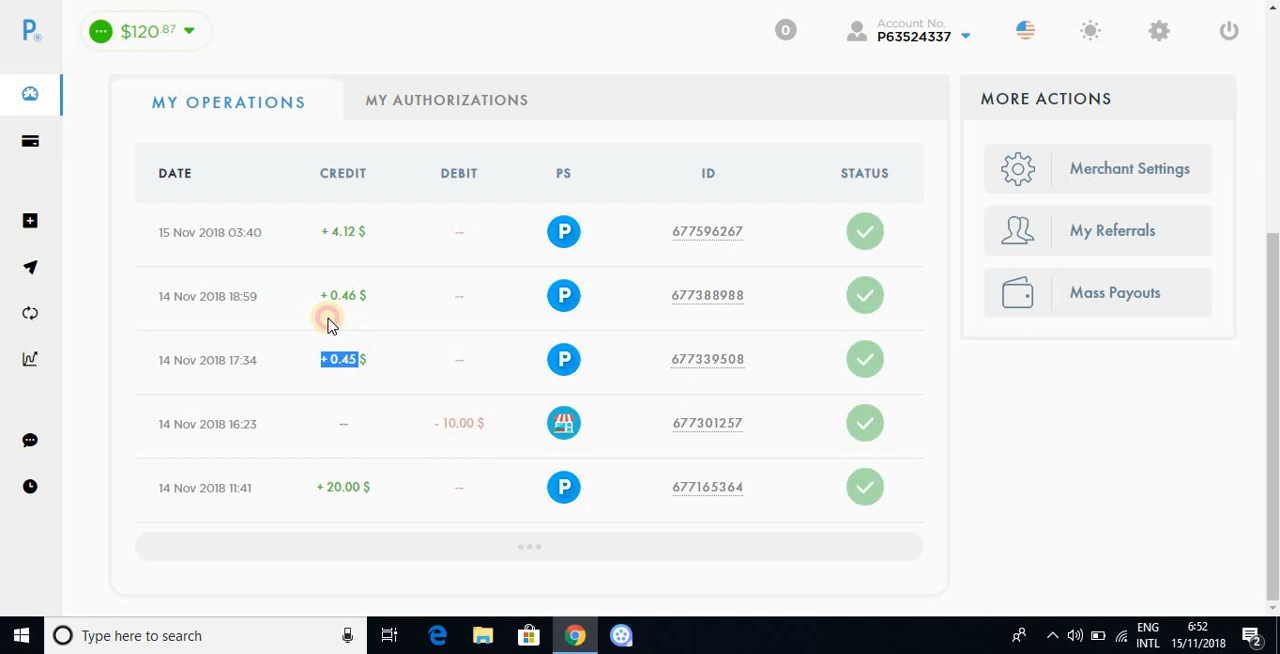 P
$120.87
0
Account No.
P63524337
MY OPERATIONS
MY AUTHORIZATIONS
MORE ACTIONS
DATE CREDIT DEBIT PS ID STATUS
15 Nov 2018 03:40 + 4.12 $ -- P 677596267
14 Nov 2018 18:59 + 0.46 $ -- P 677388988
14 Nov 2018 17:34 + 0.45 $ -- P 677339508
14 Nov 2018 16:23 -- - 10.00 $ 677301257
14 Nov 2018 11:41 + 20.00 $ -- P 677165364
Merchant Settings
My Referrals
Mass Payouts
Type here to search
ENG
INTL
6:52
15/11/2018
2